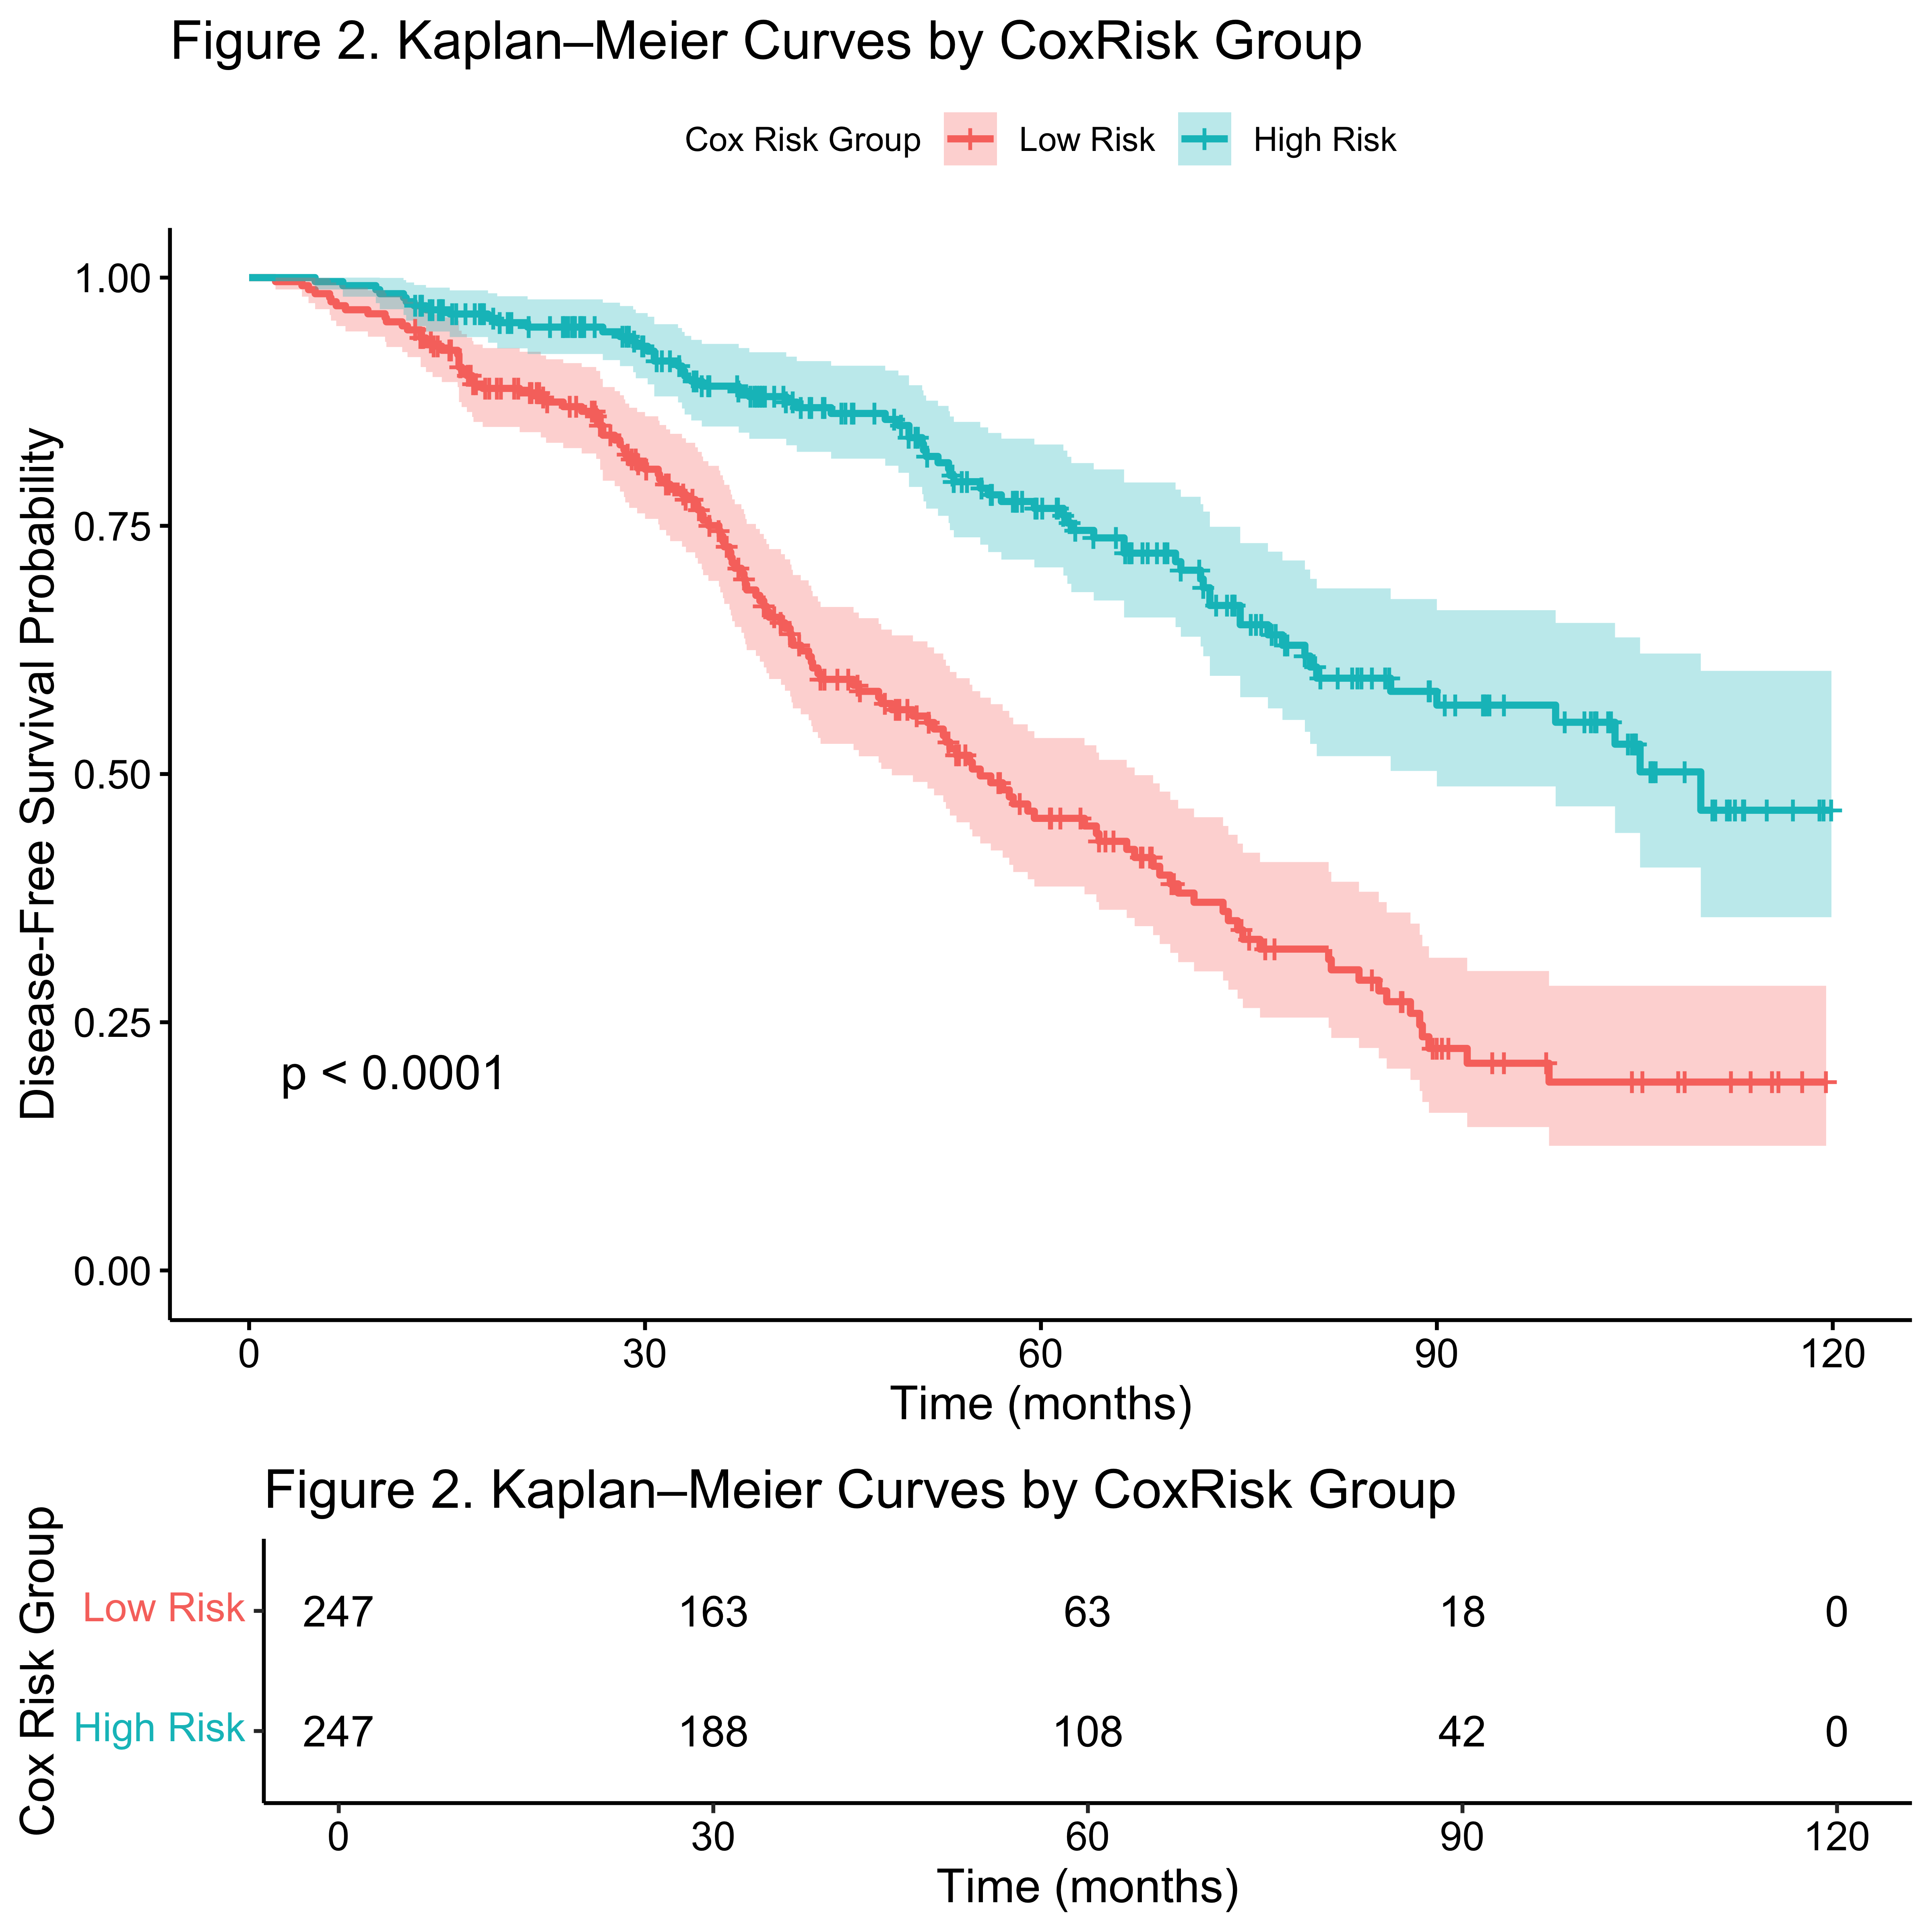 Figure 2. Kaplan–Meier Curves by CoxRisk Group
Cox Risk Group Low Risk High Risk
Disease-Free Survival Probability
1.00
0.75
0.50
0.25
0.00
p < 0.0001
0 30 60 90 120
Time (months)
Figure 2. Kaplan–Meier Curves by CoxRisk Group
Cox Risk Group
Low Risk 247 163 63 18 0
High Risk 247 188 108 42 0
0 30 60 90 120
Time (months)